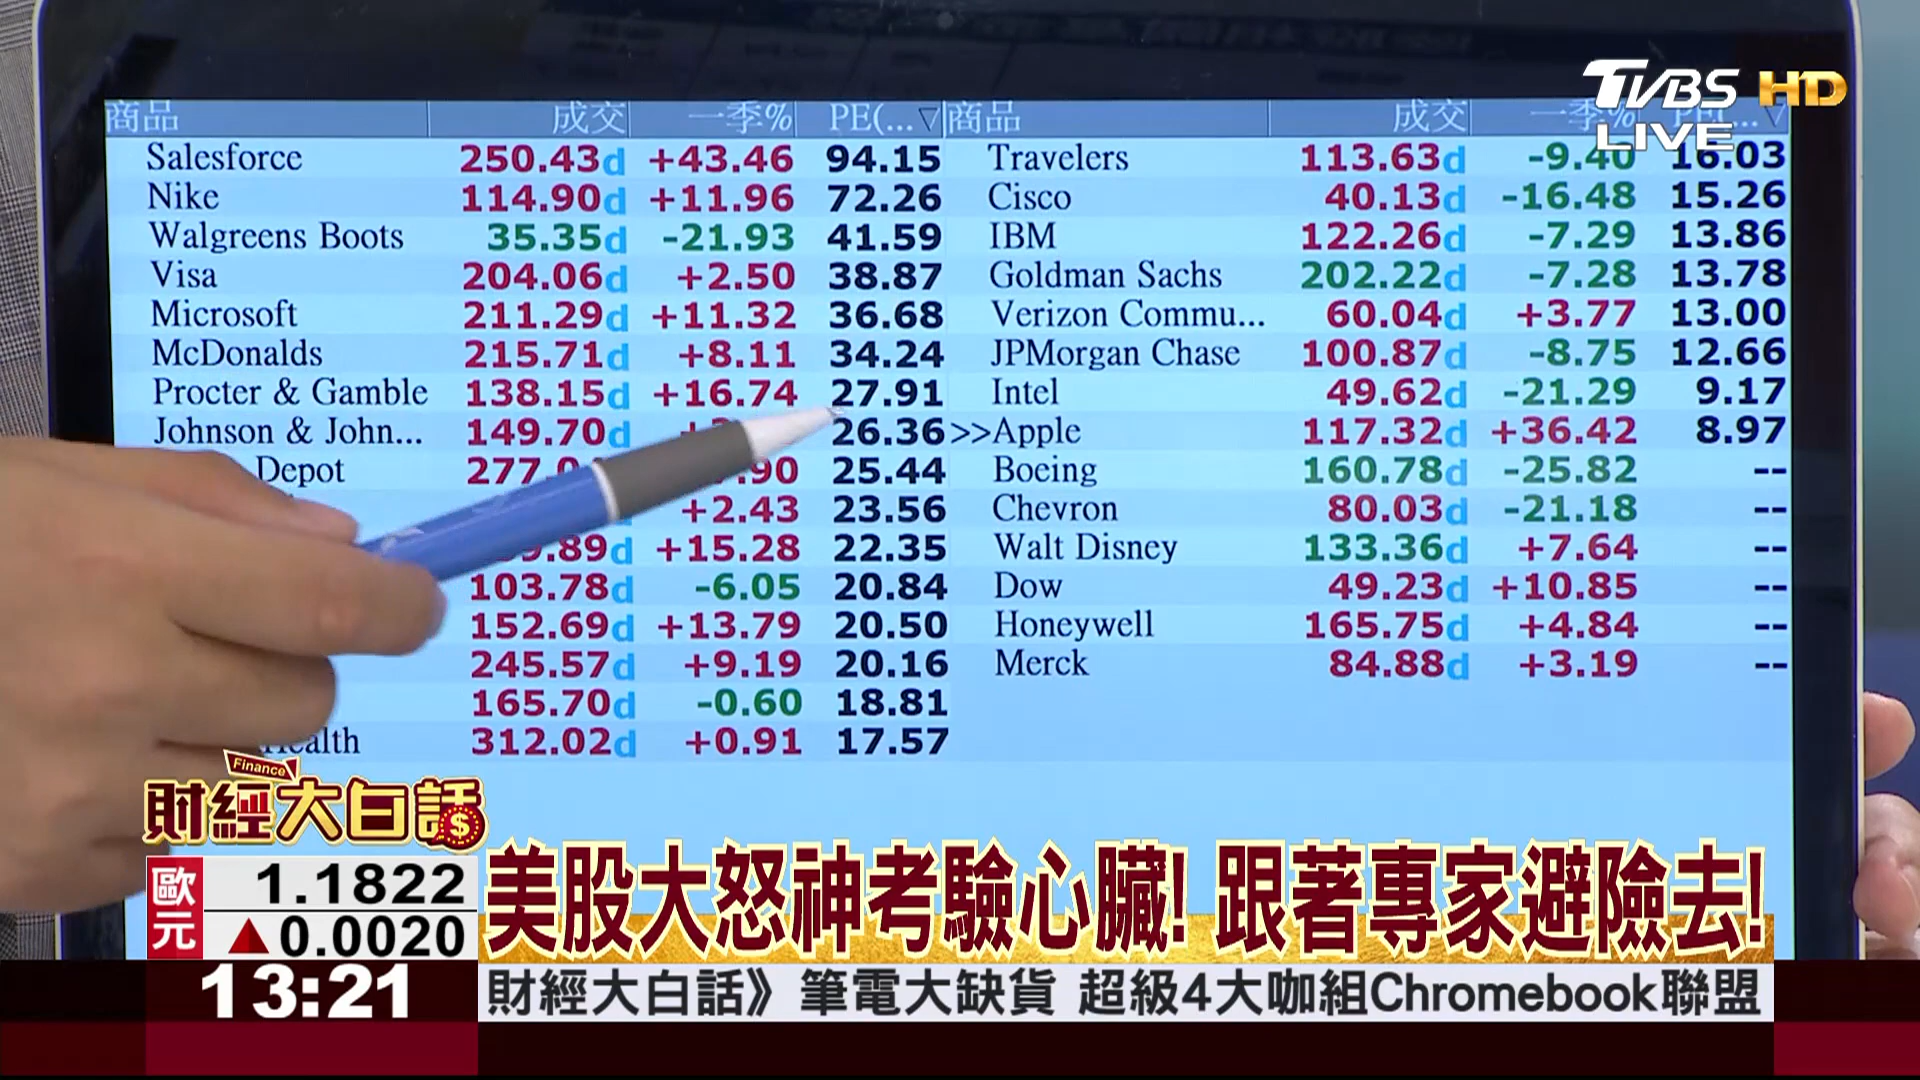 TVBS HD
LIVE
商品 成交 一季% PE(...▽ 商品 成交 一季% PE(...▽
Salesforce 250.43d +43.46 94.15 Travelers 113.63d -9.40 16.03
Nike 114.90d +11.96 72.26 Cisco 40.13d -16.48 15.26
Walgreens Boots 35.35d -21.93 41.59 IBM 122.26d -7.29 13.86
Visa 204.06d +2.50 38.87 Goldman Sachs 202.22d -7.28 13.78
Microsoft 211.29d +11.32 36.68 Verizon Commu... 60.04d +3.77 13.00
McDonalds 215.71d +8.11 34.24 JPMorgan Chase 100.87d -8.75 12.66
Procter & Gamble 138.15d +16.74 27.91 Intel 49.62d -21.29 9.17
Johnson & John... 149.70d 26.36 >>Apple 117.32d +36.42 8.97
Depot 277.0 .90 25.44 Boeing 160.78d -25.82 --
+2.43 23.56 Chevron 80.03d -21.18 --
.89d +15.28 22.35 Walt Disney 133.36d +7.64 --
103.78d -6.05 20.84 Dow 49.23d +10.85 --
152.69d +13.79 20.50 Honeywell 165.75d +4.84 --
245.57d +9.19 20.16 Merck 84.88d +3.19 --
165.70d -0.60 18.81
Health 312.02d +0.91 17.57
Finance
財經大白話
歐元 1.1822
▲0.0020
美股大怒神考驗心臟! 跟著專家避險去!
13:21
財經大白話》筆電大缺貨 超級4大咖組Chromebook聯盟